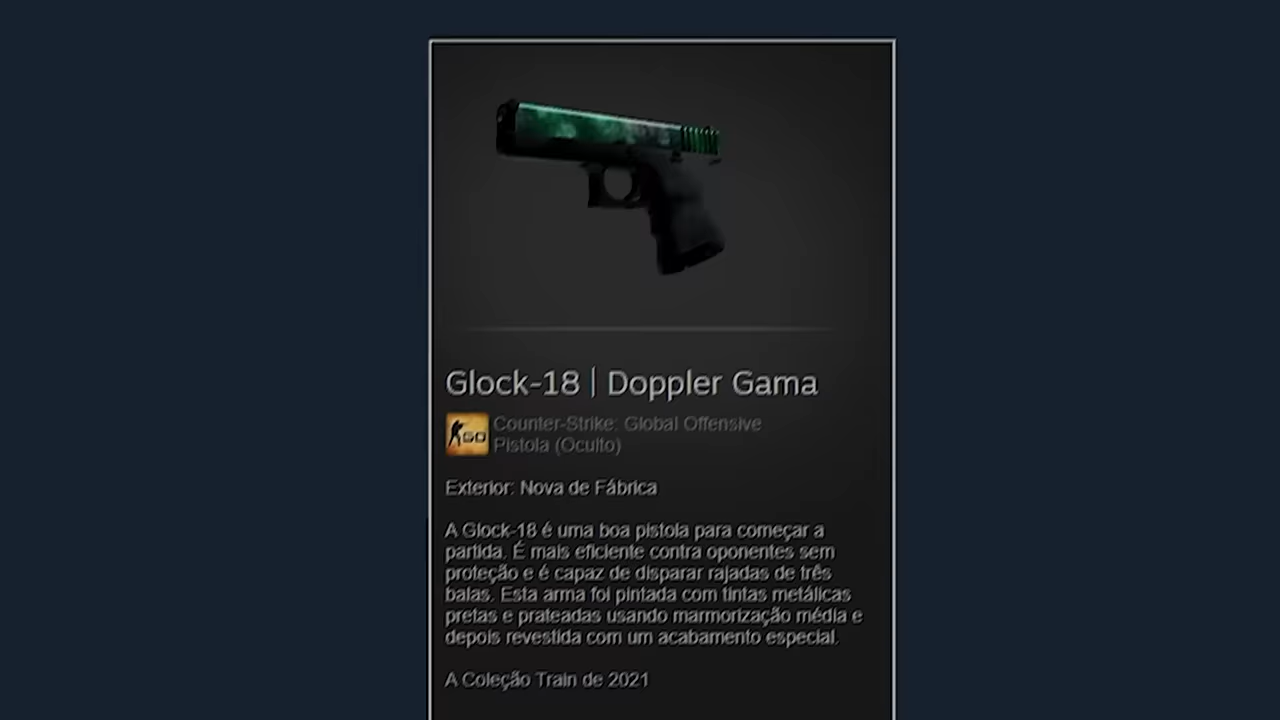 Glock-18 | Doppler Gama
GO
Counter-Strike: Global Offensive
Pistola (Oculto)
Exterior: Nova de Fábrica
A Glock-18 é uma boa pistola para começar a
partida. É mais eficiente contra oponentes sem
proteção e é capaz de disparar rajadas de três
balas. Esta arma foi pintada com tintas metálicas
pretas e prateadas usando marmorização média e
depois revestida com um acabamento especial.
A Coleção Train de 2021